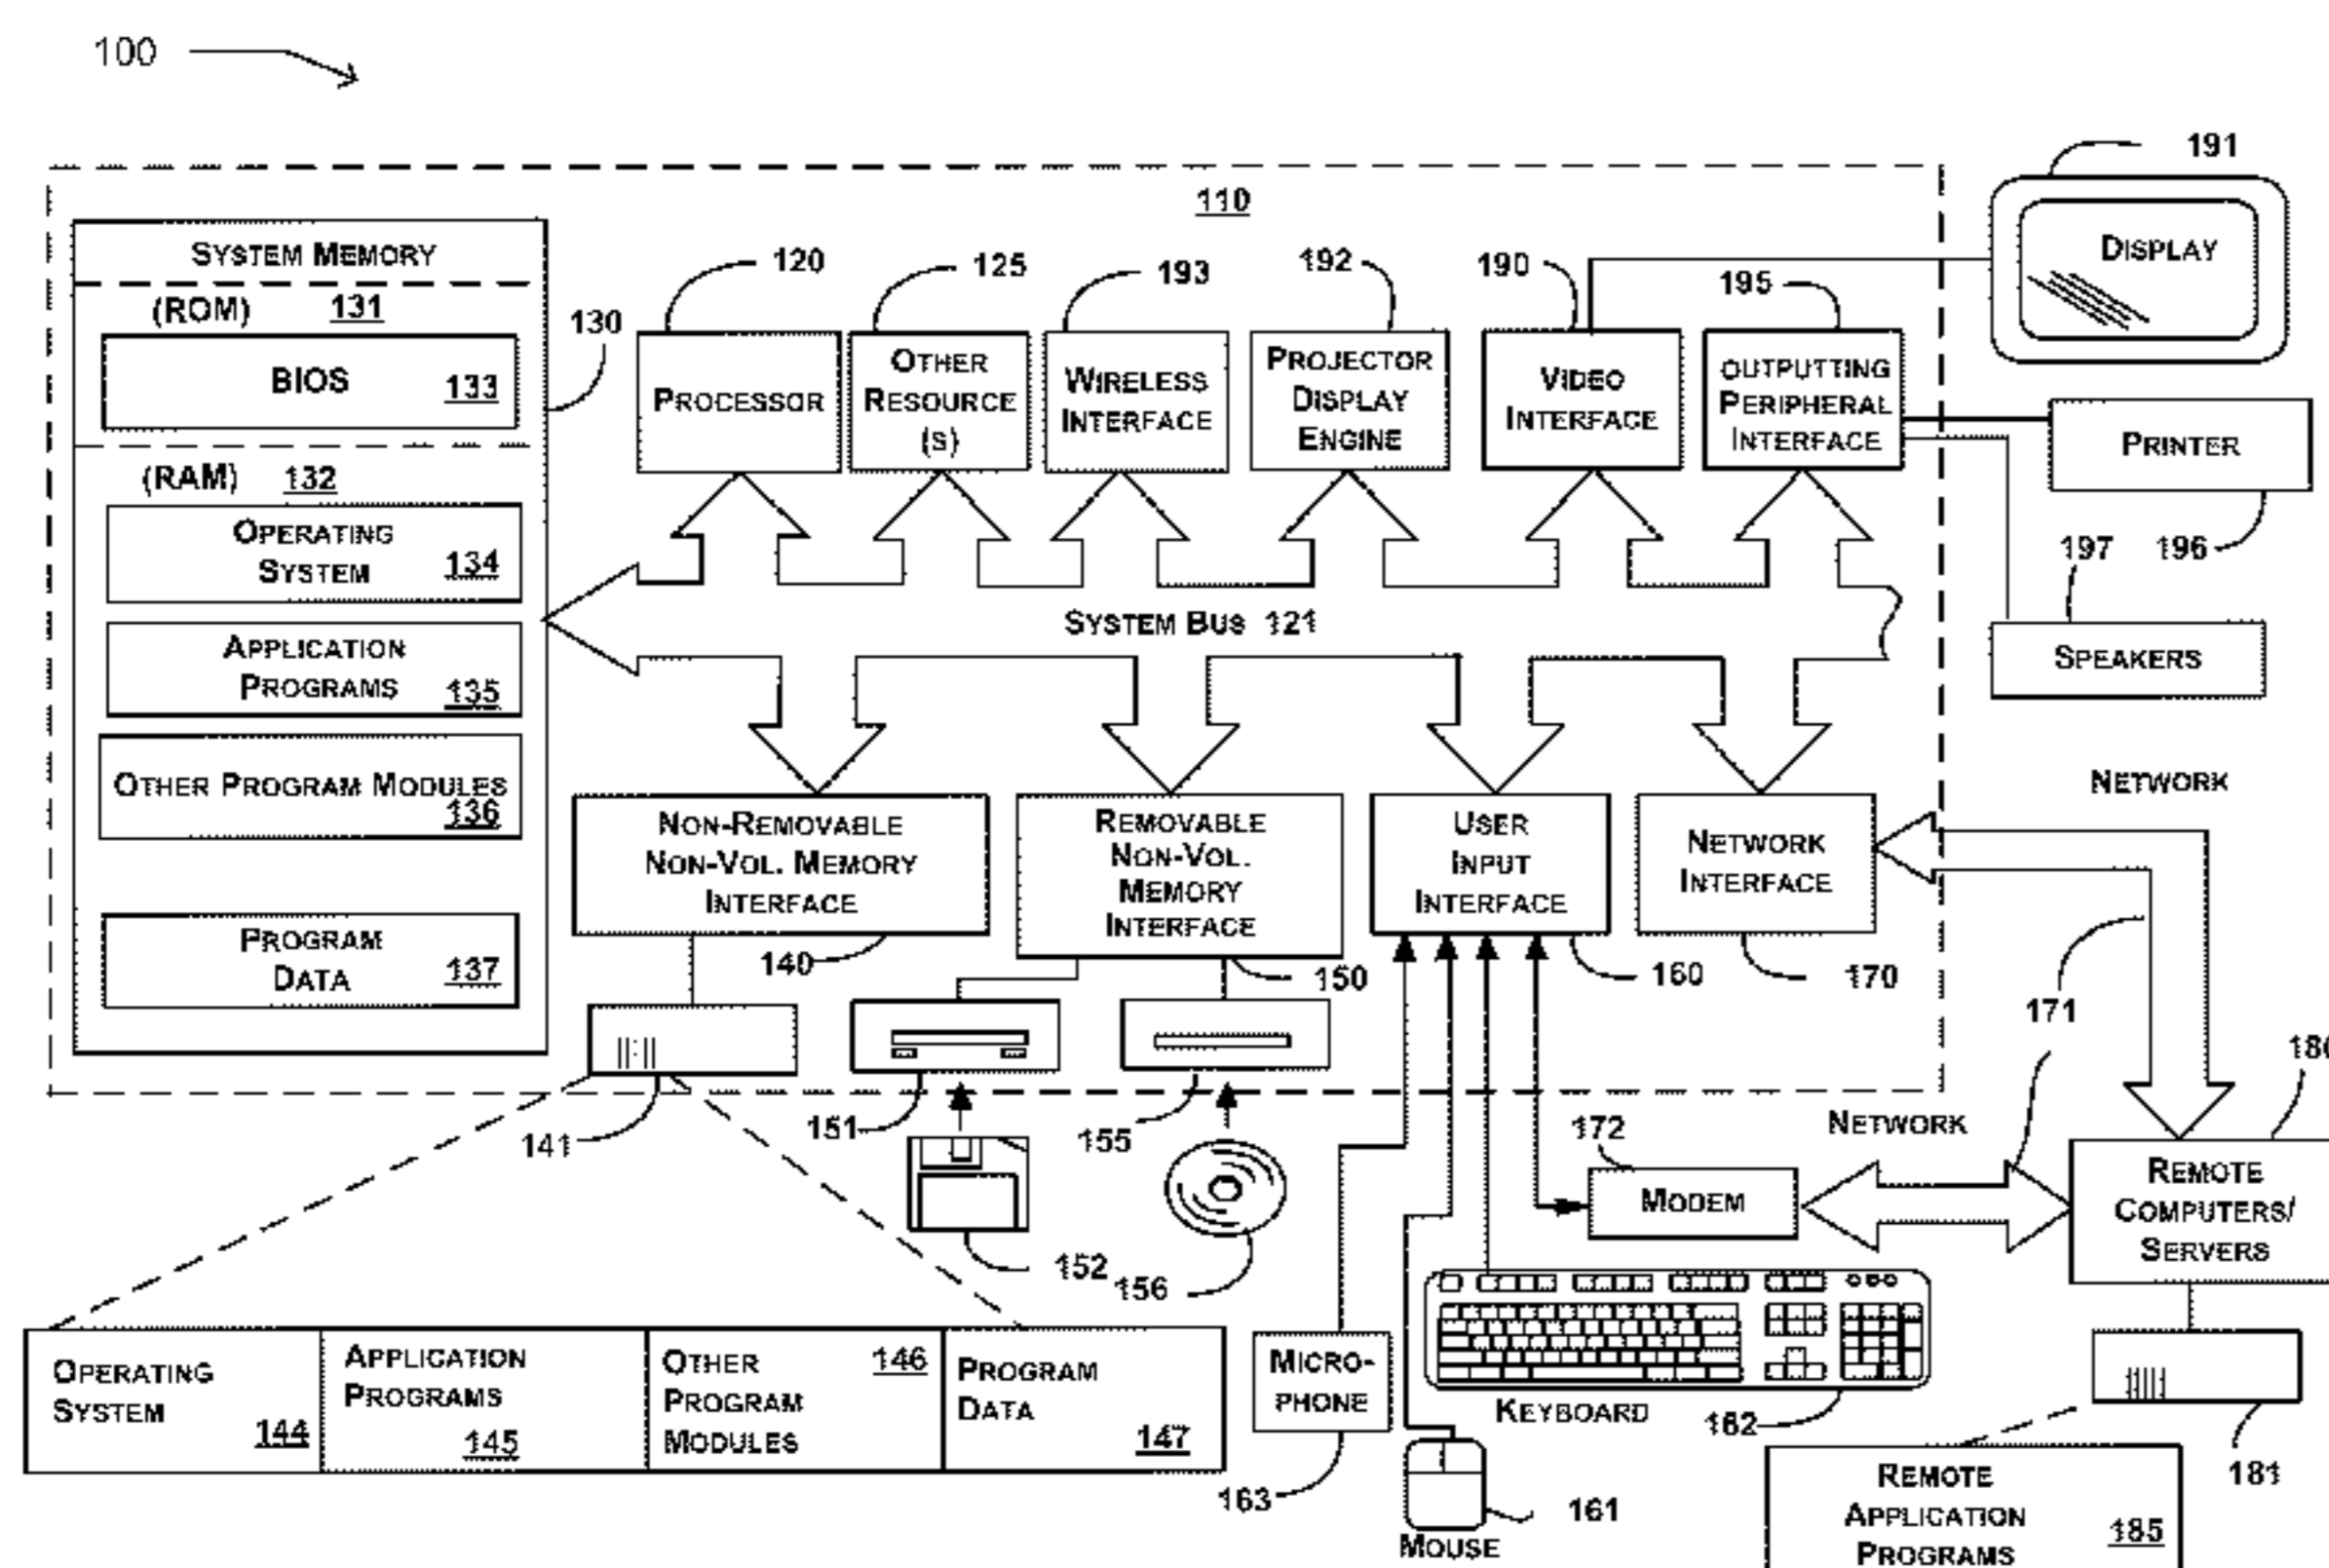 100
191
110
DISPLAY
SYSTEM MEMORY
120
125
193
192
190
195
(ROM) 131
BIOS 133
130
PROCESSOR
OTHER
RESOURCE
(S)
WIRELESS
INTERFACE
PROJECTOR
DISPLAY
ENGINE
VIDEO
INTERFACE
OUTPUTTING
PERIPHERAL
INTERFACE
PRINTER
(RAM) 132
OPERATING
SYSTEM 134
197
196
SYSTEM BUS 121
APPLICATION
PROGRAMS 135
SPEAKERS
OTHER PROGRAM MODULES
136
NETWORK
NON-REMOVABLE
NON-VOL. MEMORY
INTERFACE
REMOVABLE
NON-VOL.
MEMORY
INTERFACE
USER
INPUT
INTERFACE
NETWORK
INTERFACE
PROGRAM
DATA 137
140
150
160
170
171
141
151
155
172
NETWORK
MODEM
REMOTE
COMPUTERS/
SERVERS
152
156
OPERATING
SYSTEM 144
APPLICATION
PROGRAMS
145
OTHER
PROGRAM
MODULES
146
PROGRAM
DATA
147
MICRO-
PHONE
KEYBOARD
162
163
161
MOUSE
181
REMOTE
APPLICATION
PROGRAMS
185